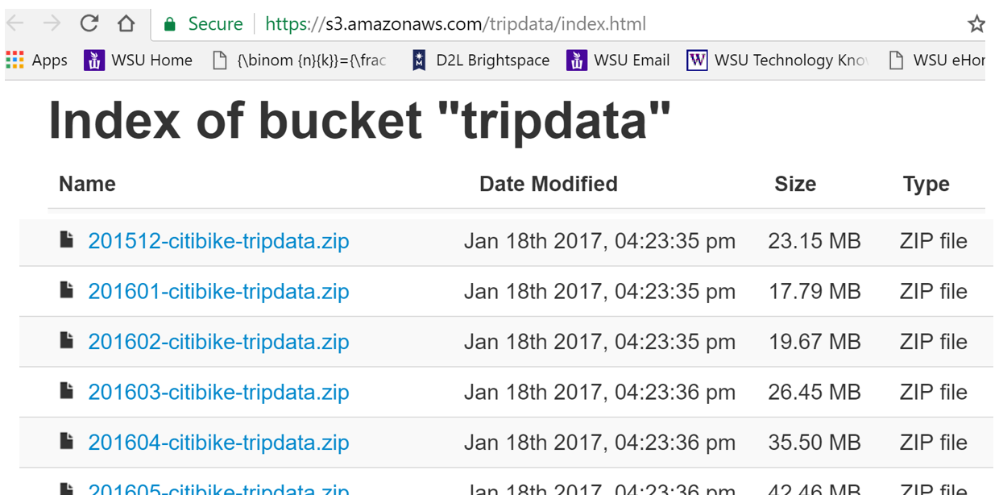 Secure https://s3.amazonaws.com/tripdata/index.html
Apps WSU Home {\binom {n}{k}}={\frac D2L Brightspace WSU Email WSU Technology Kno WSU eHor
Index of bucket "tripdata"
Name Date Modified Size Type
201512-citibike-tripdata.zip Jan 18th 2017, 04:23:35 pm 23.15 MB ZIP file
201601-citibike-tripdata.zip Jan 18th 2017, 04:23:35 pm 17.79 MB ZIP file
201602-citibike-tripdata.zip Jan 18th 2017, 04:23:35 pm 19.67 MB ZIP file
201603-citibike-tripdata.zip Jan 18th 2017, 04:23:36 pm 26.45 MB ZIP file
201604-citibike-tripdata.zip Jan 18th 2017, 04:23:36 pm 35.50 MB ZIP file
201605-citibike-tripdata.zip Jan 18th 2017, 04:23:36 pm 42.46 MB ZIP file